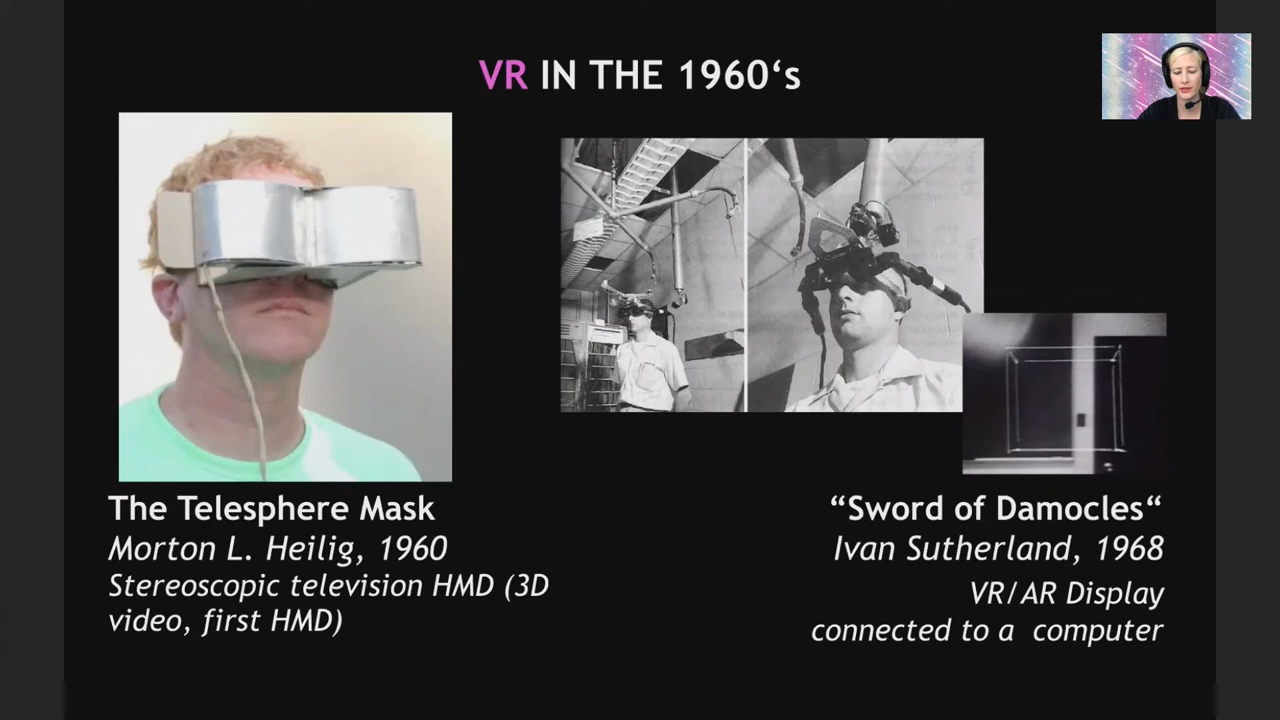 VR IN THE 1960‘s
The Telesphere Mask
Morton L. Heilig, 1960
Stereoscopic television HMD (3D
video, first HMD)
“Sword of Damocles“
Ivan Sutherland, 1968
VR/AR Display
connected to a computer